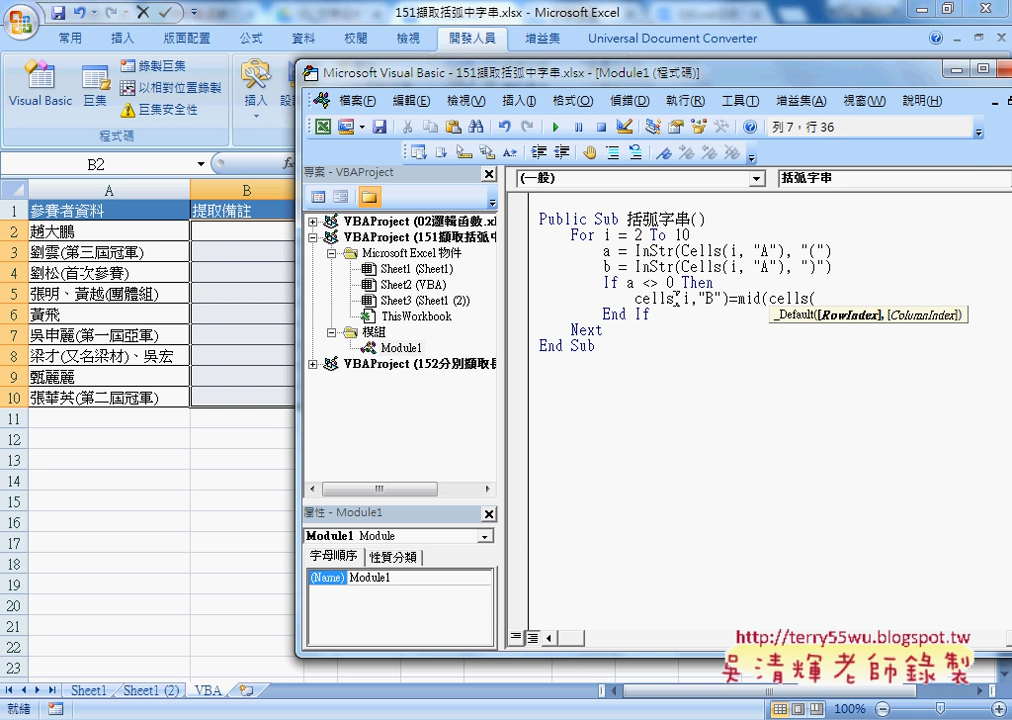 151擷取括弧中字串.xlsx - Microsoft Excel
常用 插入 版面配置 公式 資料 校閱 檢視 開發人員 增益集 Universal Document Converter
Visual Basic 巨集 錄製巨集 以相對位置錄製 巨集安全性 插入
程式碼
B2
A B
1 參賽者資料 提取備註
2 趙大鵬
3 劉雲(第三屆冠軍)
4 劉松(首次參賽)
5 張明、黃越(團體組)
6 黃飛
7 吳申麗(第一屆亞軍)
8 梁才(又名梁材)、吳宏
9 甄麗麗
10 張華英(第二屆冠軍)
11
12
13
14
15
16
17
18
19
20
21
22
23
Sheet1 Sheet1 (2) VBA
就緒 100%
Microsoft Visual Basic - 151擷取括弧中字串.xlsx - [Module1 (程式碼)]
檔案(F) 編輯(E) 檢視(V) 插入(I) 格式(O) 偵錯(D) 執行(R) 工具(T) 增益集(A) 視窗(W) 說明(H)
列 7，行 36
專案 - VBAProject
VBAProject (02邏輯函數.xl
VBAProject (151擷取括弧中
Microsoft Excel 物件
Sheet1 (Sheet1)
Sheet2 (VBA)
Sheet3 (Sheet1 (2))
ThisWorkbook
模組
Module1
VBAProject (152分別擷取長
屬性 - Module1
Module1 Module
字母順序 性質分類
(Name) Module1
(一般) 括弧字串
Public Sub 括弧字串()
For i = 2 To 10
a = InStr(Cells(i, "A"), "(")
b = InStr(Cells(i, "A"), ")")
If a <> 0 Then
cells(i,"B")=mid(cells(
_Default([RowIndex], [ColumnIndex])
End If
Next
End Sub
http://terry55wu.blogspot.tw
吳清輝老師錄製